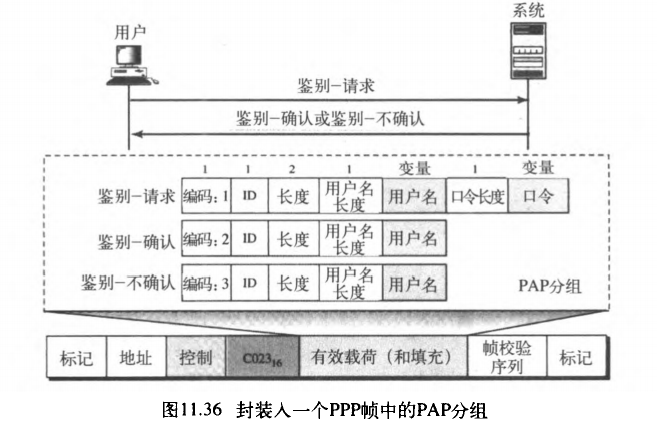 系统
用户
鉴别-请求
鉴别-确认或鉴别-不确认
1 1 2 1 变量 1 变量
鉴别-请求 编码：1 ID 长度 用户名长度 用户名 口令长度 口令
鉴别-确认 编码：2 ID 长度 用户名长度 用户名
鉴别-不确认 编码：3 ID 长度 用户名长度 用户名
PAP分组
标记 地址 控制 C023₁₆ 有效载荷（和填充） 帧校验序列 标记
图11.36 封装入一个PPP帧中的PAP分组